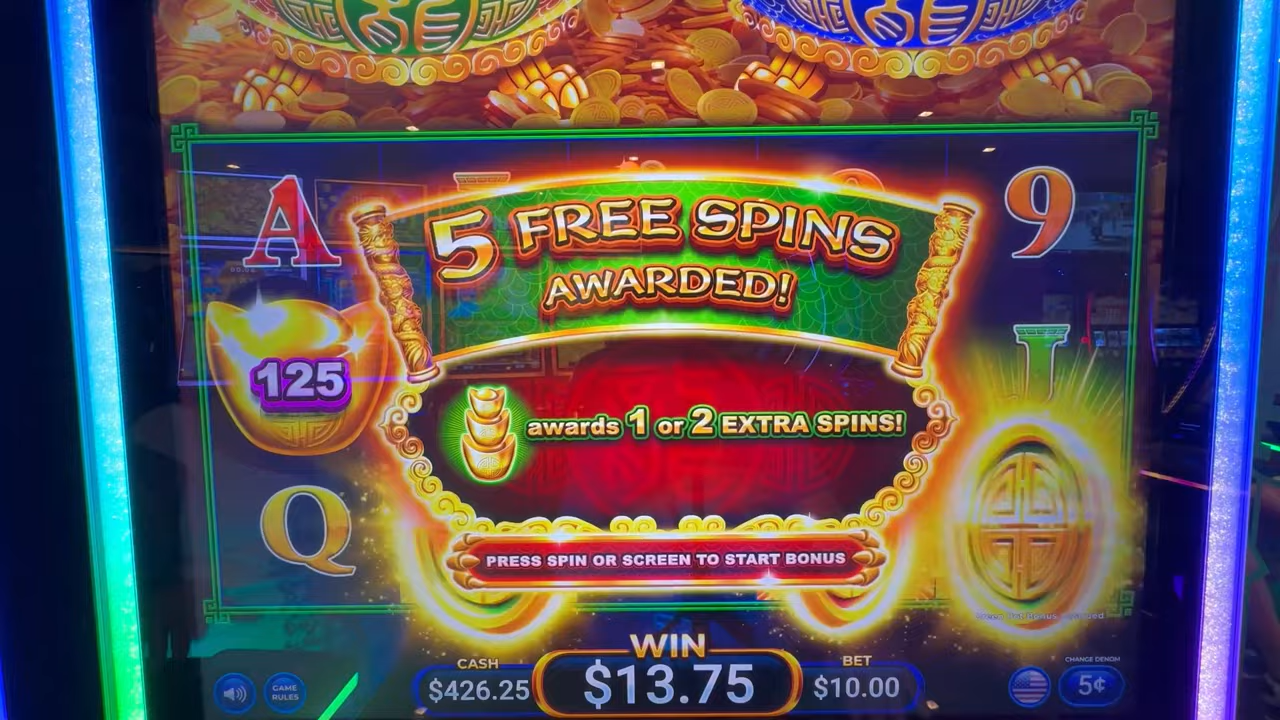 A
9
5 FREE SPINS
AWARDED!
125
J
awards 1 or 2 EXTRA SPINS!
Q
PRESS SPIN OR SCREEN TO START BONUS
WIN
$13.75
CASH
$426.25
BET
$10.00
GAME
RULES
CHANGE DENOM
5¢